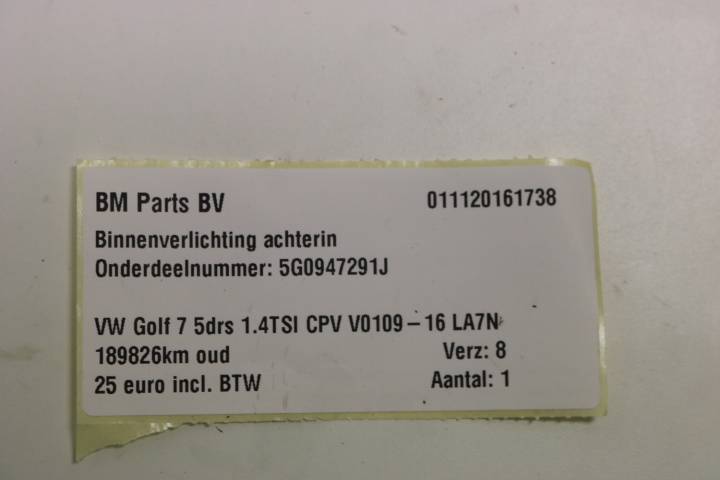 BM Parts BV 011120161738
Binnenverlichting achterin
Onderdeelnummer: 5G0947291J
VW Golf 7 5drs 1.4TSI CPV V0109-16 LA7N
189826km oud Verz: 8
25 euro incl. BTW Aantal: 1